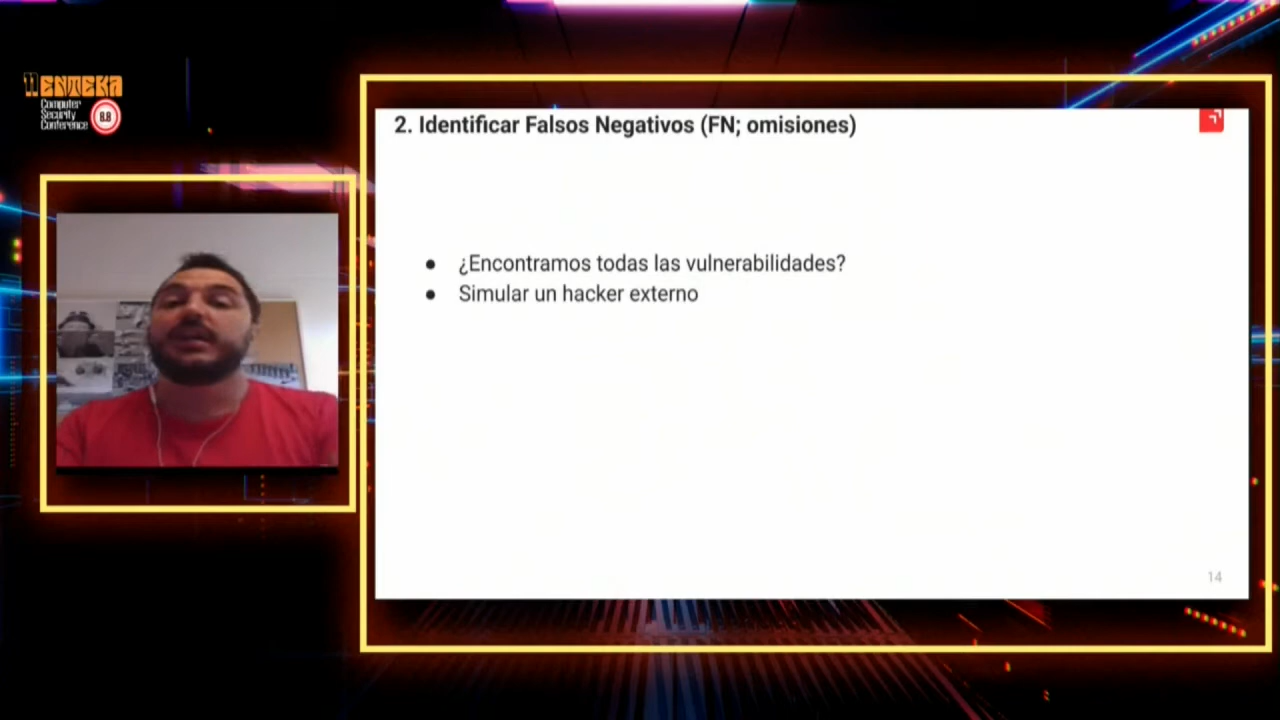 11ENTEKA
Computer
Security
Conference
8.8
2. Identificar Falsos Negativos (FN; omisiones)
● ¿Encontramos todas las vulnerabilidades?
● Simular un hacker externo
14